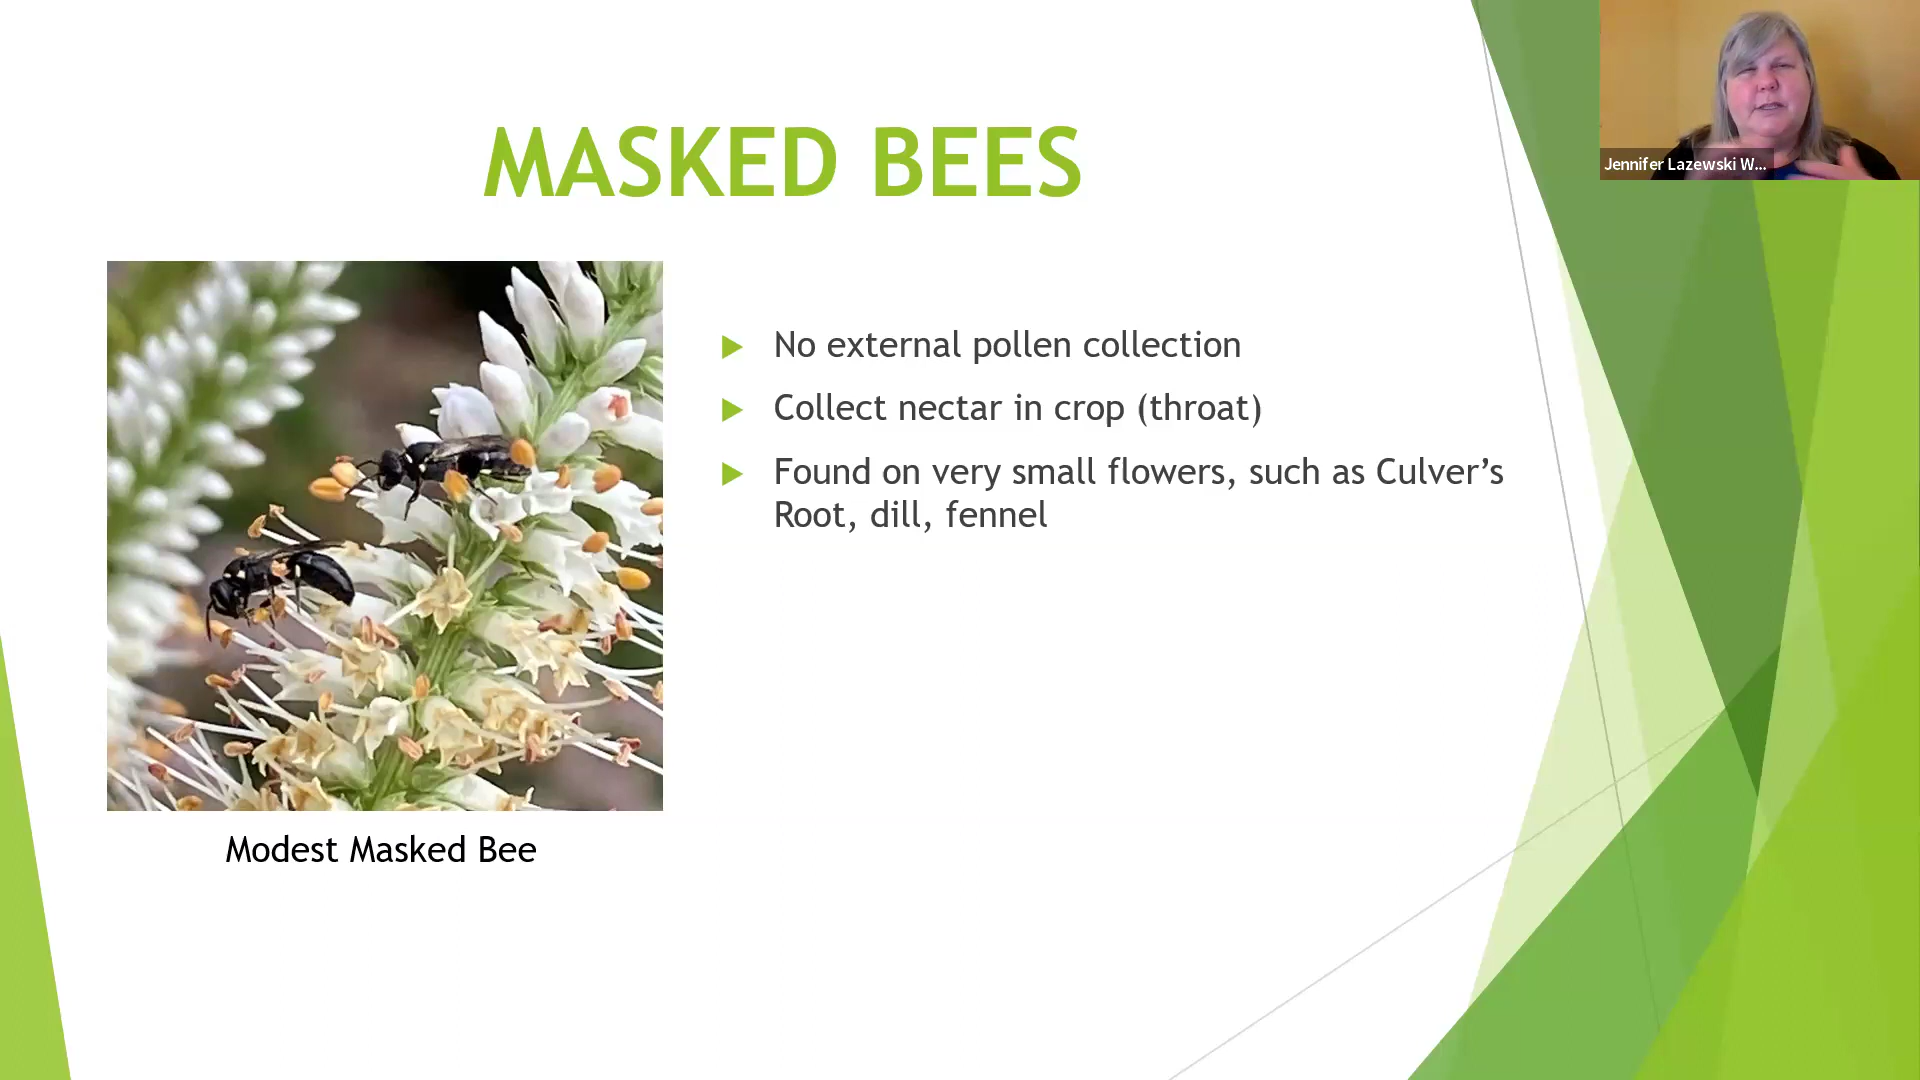 MASKED BEES
Jennifer Lazewski W...
No external pollen collection
Collect nectar in crop (throat)
Found on very small flowers, such as Culver’s
Root, dill, fennel
Modest Masked Bee